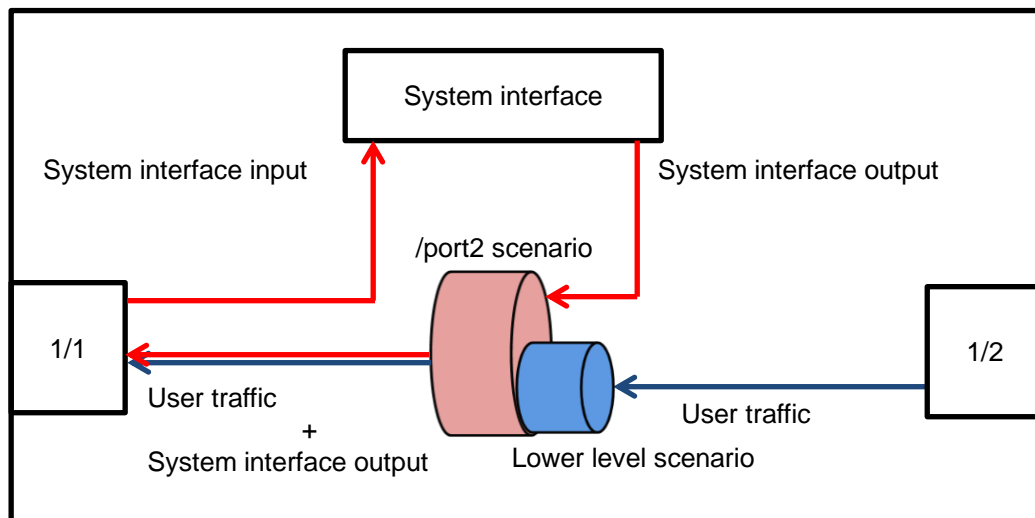 System interface
System interface input
System interface output
/port2 scenario
1/1
1/2
User traffic
+
System interface output
User traffic
Lower level scenario